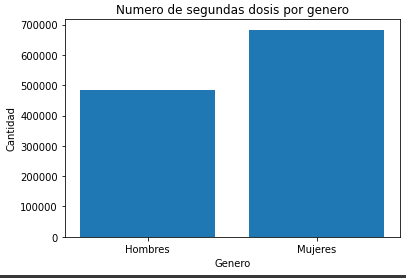 Numero de segundas dosis por genero
700000
600000
500000
400000
300000
200000
100000
0
Cantidad
Hombres Mujeres
Genero